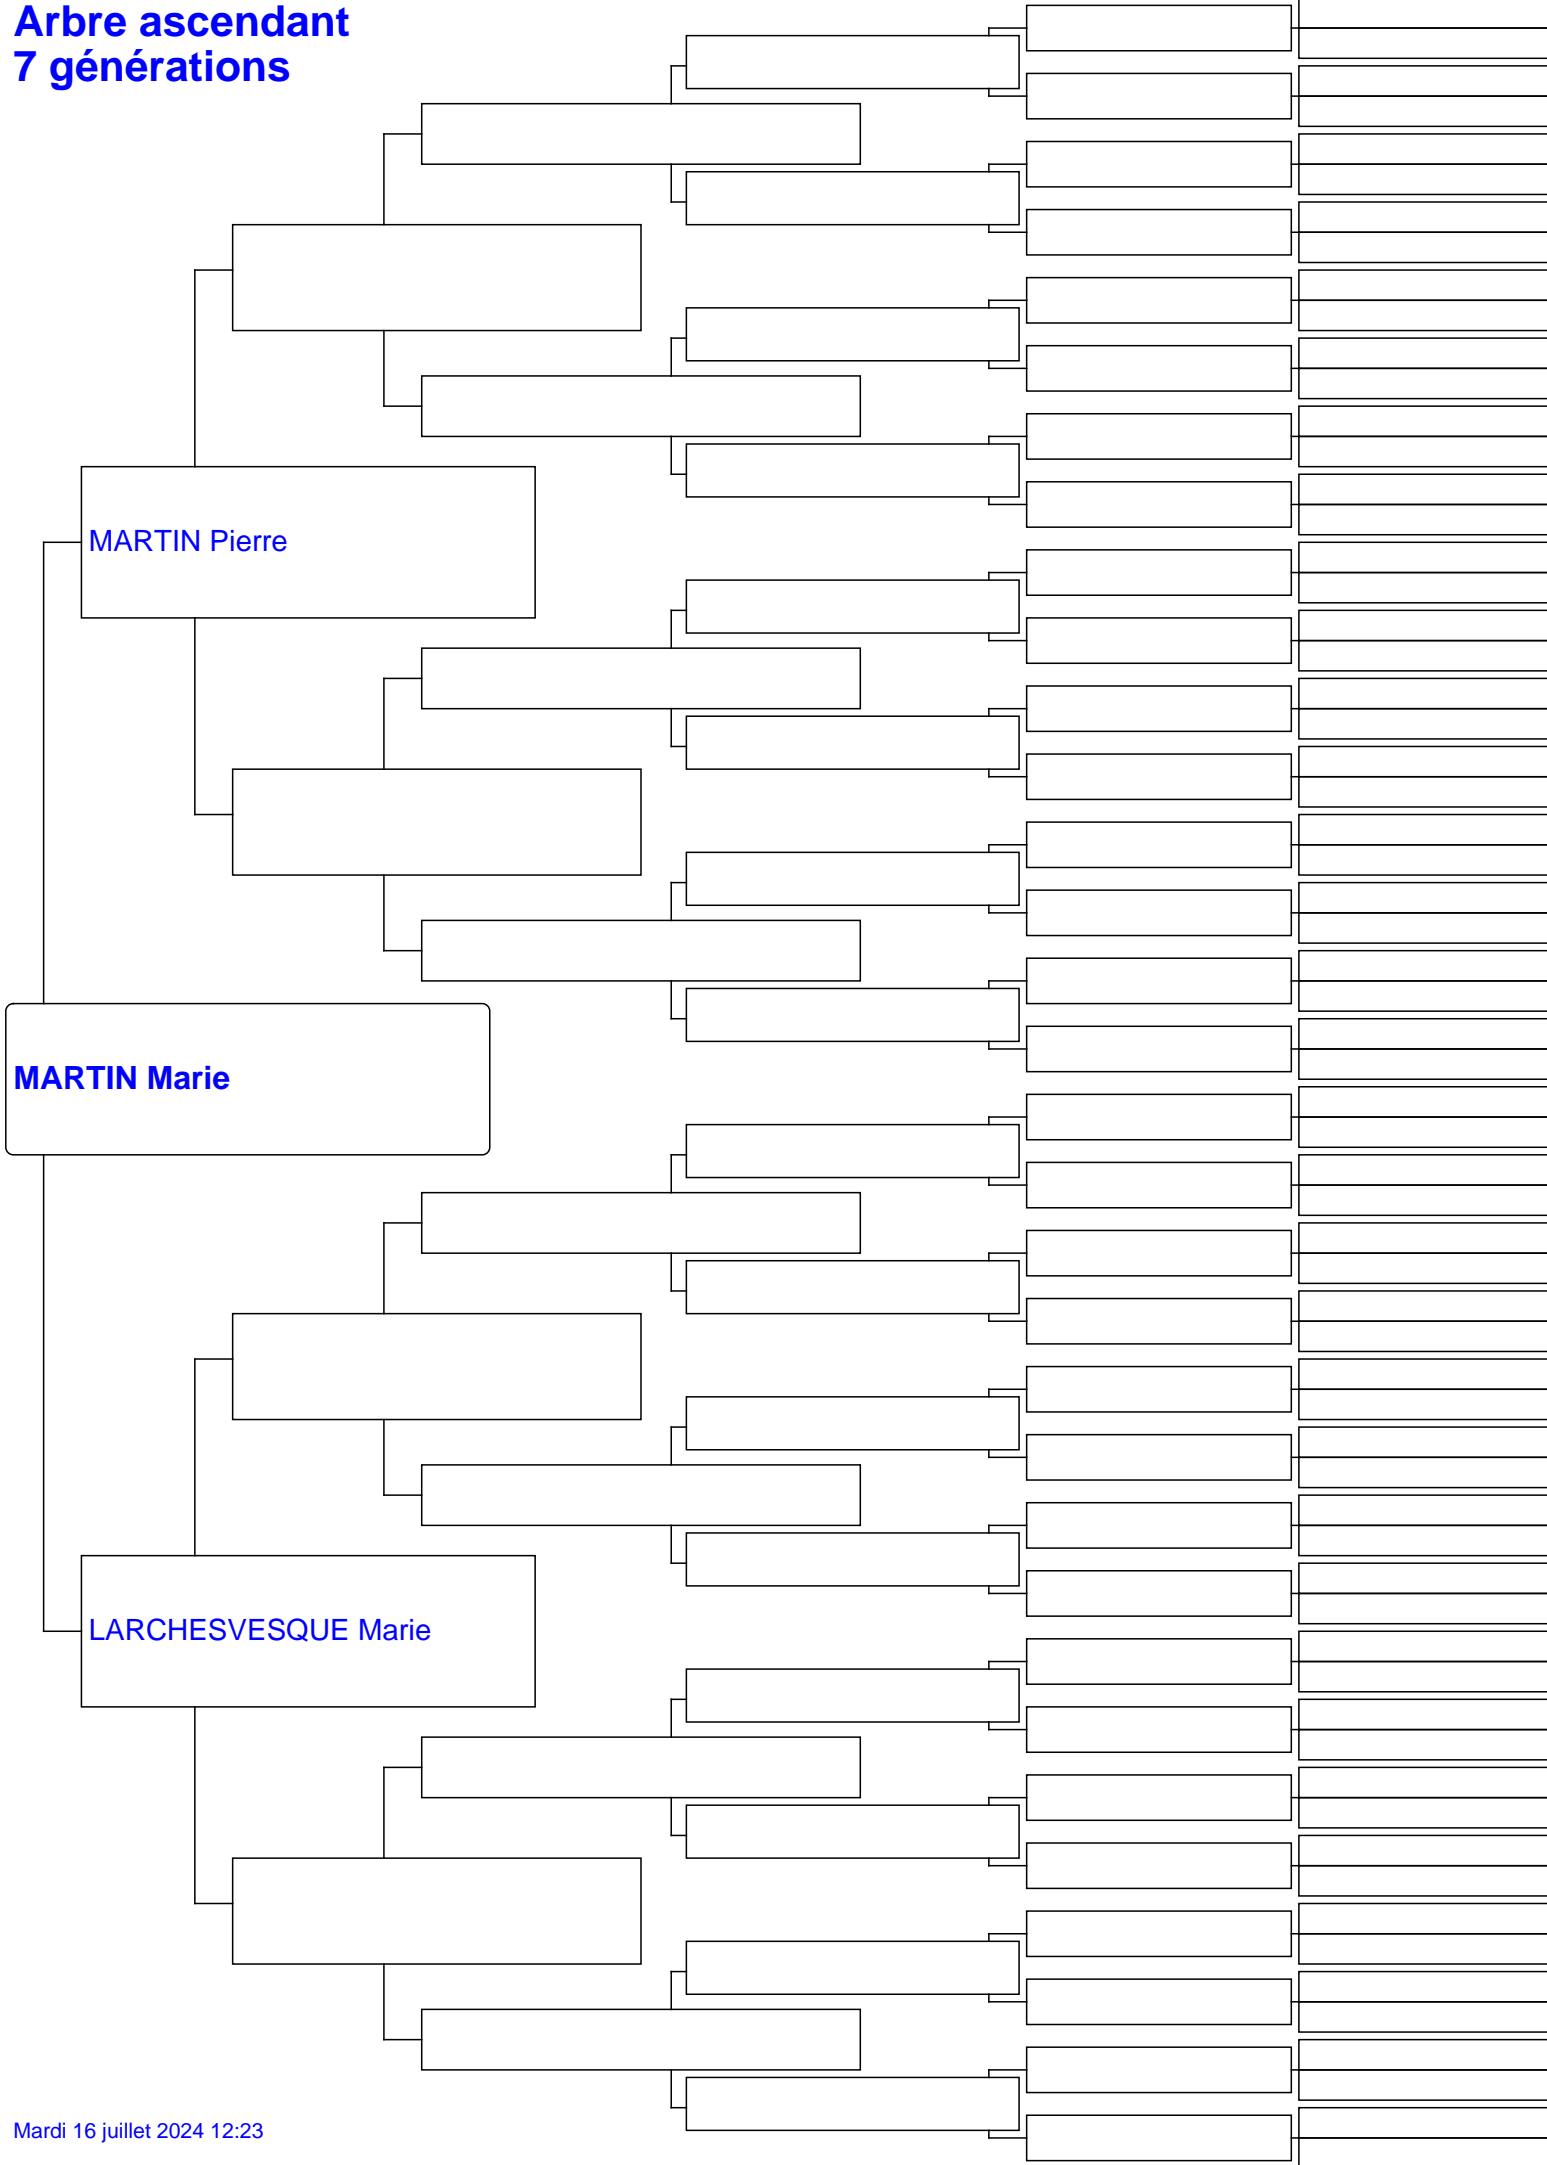 Arbre ascendant
7 générations
MARTIN Pierre
MARTIN Marie
LARCHESVESQUE Marie
Mardi 16 juillet 2024 12:23